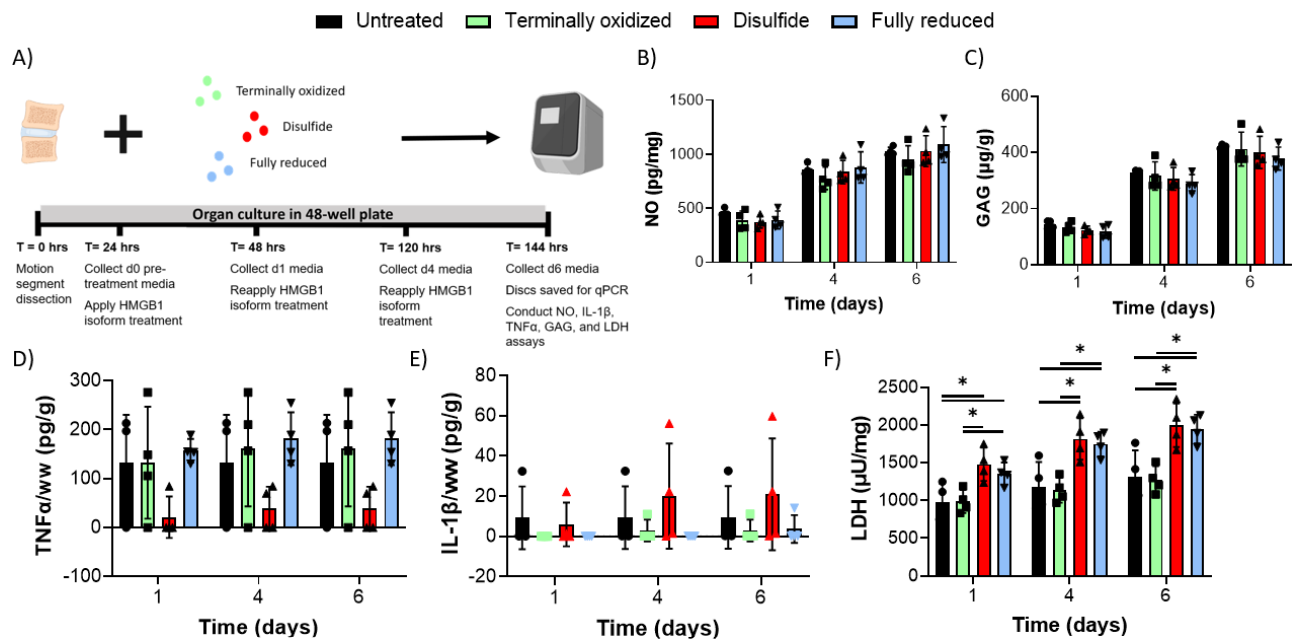 Untreated Terminally oxidized Disulfide Fully reduced
A)
Terminally oxidized
Disulfide
Fully reduced
Organ culture in 48-well plate
T = 0 hrs
Motion
segment
dissection
T= 24 hrs
Collect d0 pre-
treatment media
Apply HMGB1
isoform treatment
T= 48 hrs
Collect d1 media
Reapply HMGB1
isoform treatment
T = 120 hrs
Collect d4 media
Reapply HMGB1
isoform
treatment
T= 144 hrs
Collect d6 media
Discs saved for qPCR
Conduct NO, IL-1β,
TNFα, GAG, and LDH
assays
B)
NO (pg/mg)
1500
1000
500
0
1 4 6
Time (days)
C)
GAG (µg/g)
600
400
200
0
1 4 6
Time (days)
D)
TNFα/ww (pg/g)
300
200
100
0
-100
1 4 6
Time (days)
E)
IL-1β/ww (pg/g)
80
60
40
20
0
-20
1 4 6
Time (days)
F)
LDH (µU/mg)
2500
2000
1500
1000
500
0
* * * * * *
1 4 6
Time (days)